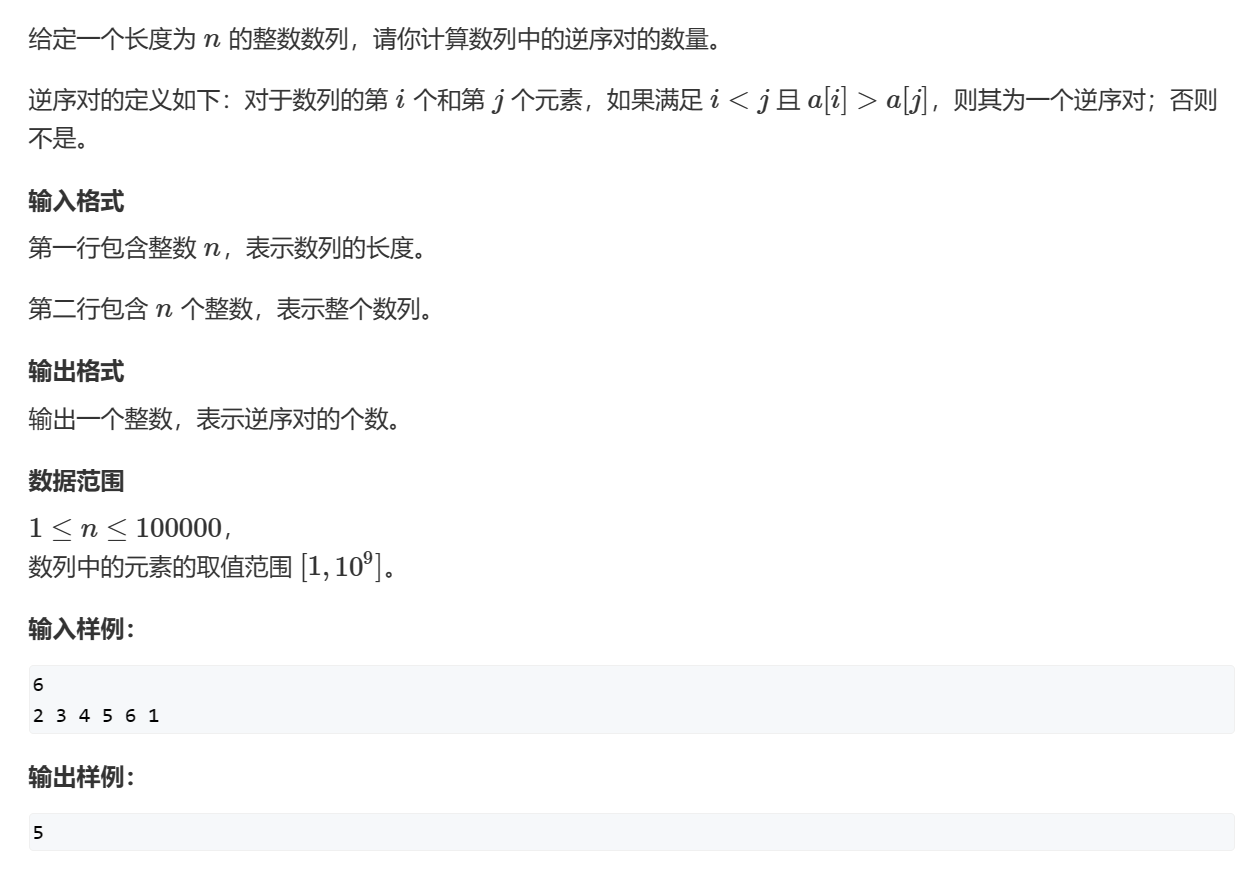 给定一个长度为 n 的整数数列，请你计算数列中的逆序对的数量。
逆序对的定义如下：对于数列的第 i 个和第 j 个元素，如果满足 i < j 且 a[i] > a[j]，则其为一个逆序对；否则
不是。
输入格式
第一行包含整数 n，表示数列的长度。
第二行包含 n 个整数，表示整个数列。
输出格式
输出一个整数，表示逆序对的个数。
数据范围
1 ≤ n ≤ 100000，
数列中的元素的取值范围 [1, 10⁹]。
输入样例：
6
2 3 4 5 6 1
输出样例：
5